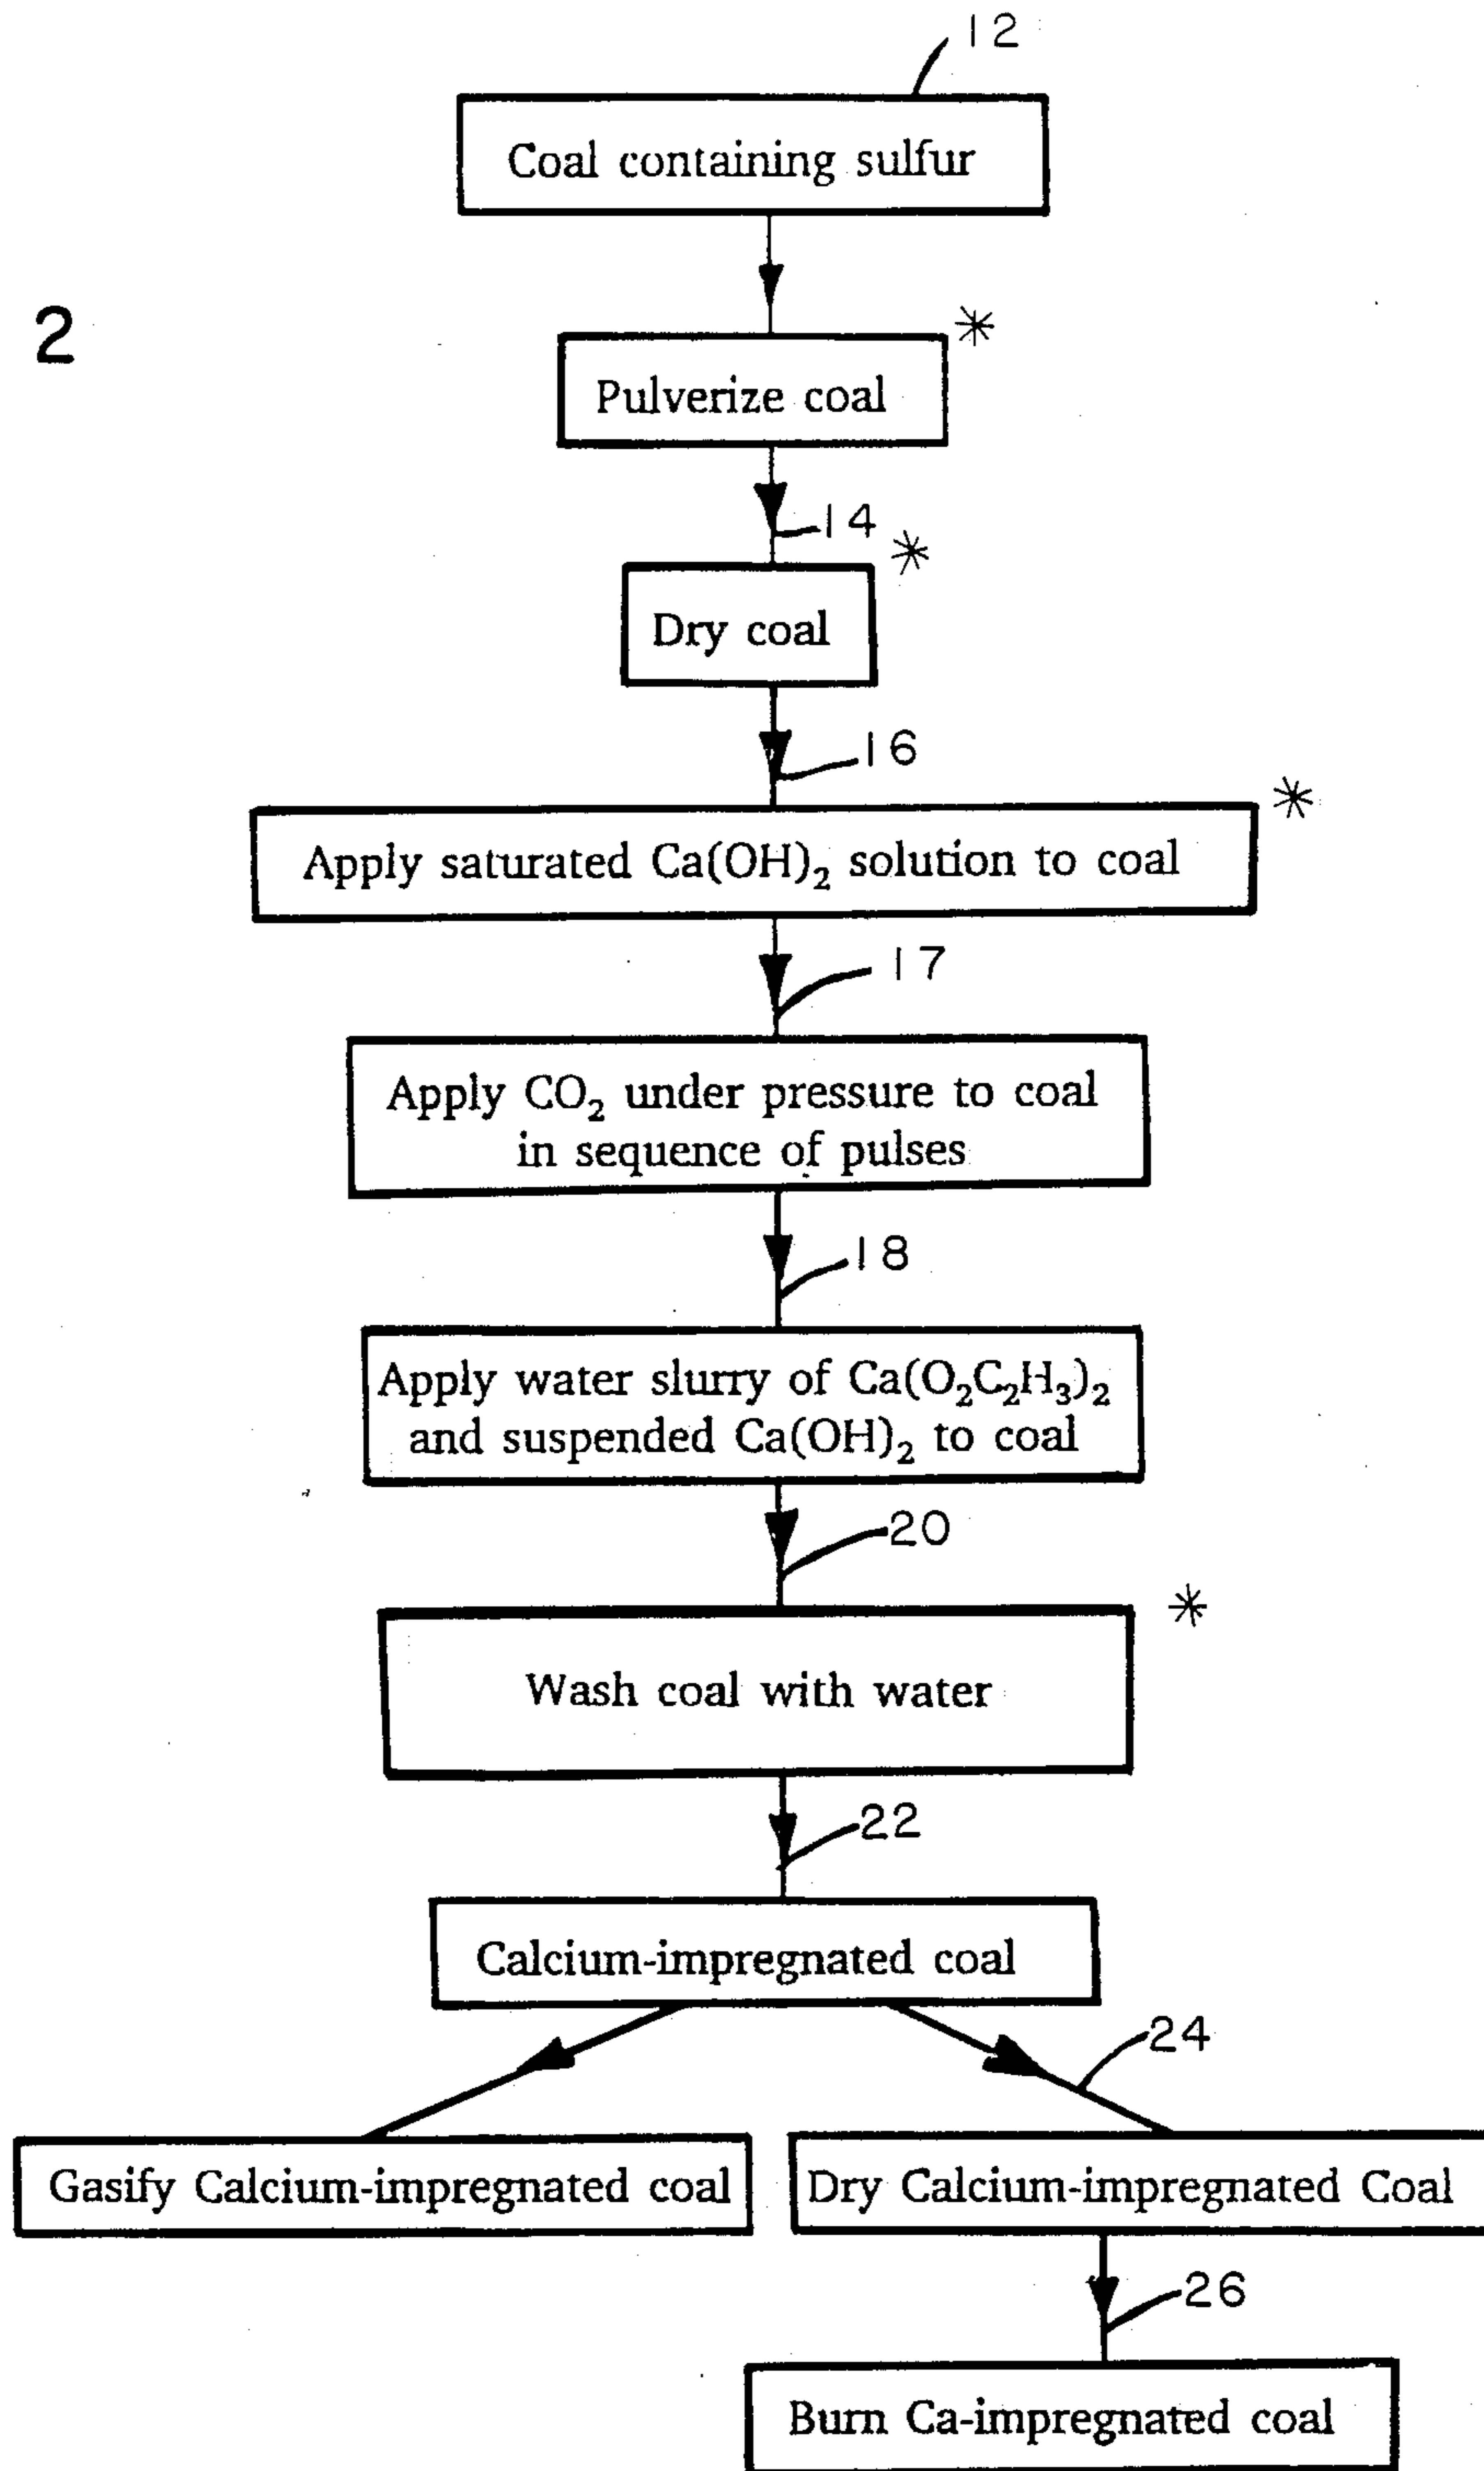 12
Coal containing sulfur
2
*
Pulverize coal
14
*
Dry coal
16
*
Apply saturated Ca(OH)₂ solution to coal
17
Apply CO₂ under pressure to coal
in sequence of pulses
18
Apply water slurry of Ca(O₂C₂H₃)₂
and suspended Ca(OH)₂ to coal
20
*
Wash coal with water
22
Calcium-impregnated coal
24
Gasify Calcium-impregnated coal
Dry Calcium-impregnated Coal
26
Burn Ca-impregnated coal